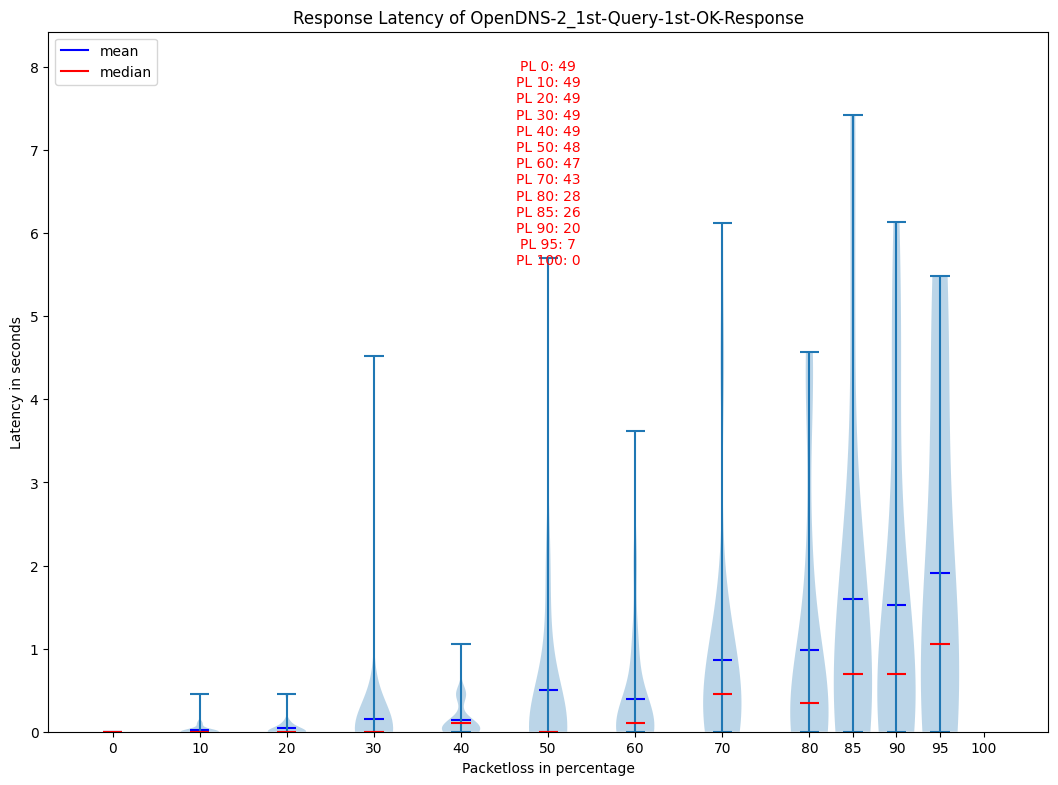 Response Latency of OpenDNS-2_1st-Query-1st-OK-Response
mean
median
PL 0: 49
PL 10: 49
PL 20: 49
PL 30: 49
PL 40: 49
PL 50: 48
PL 60: 47
PL 70: 43
PL 80: 28
PL 85: 26
PL 90: 20
PL 95: 7
PL 100: 0
8
7
6
5
4
3
2
1
0
Latency in seconds
0 10 20 30 40 50 60 70 80 85 90 95 100
Packetloss in percentage